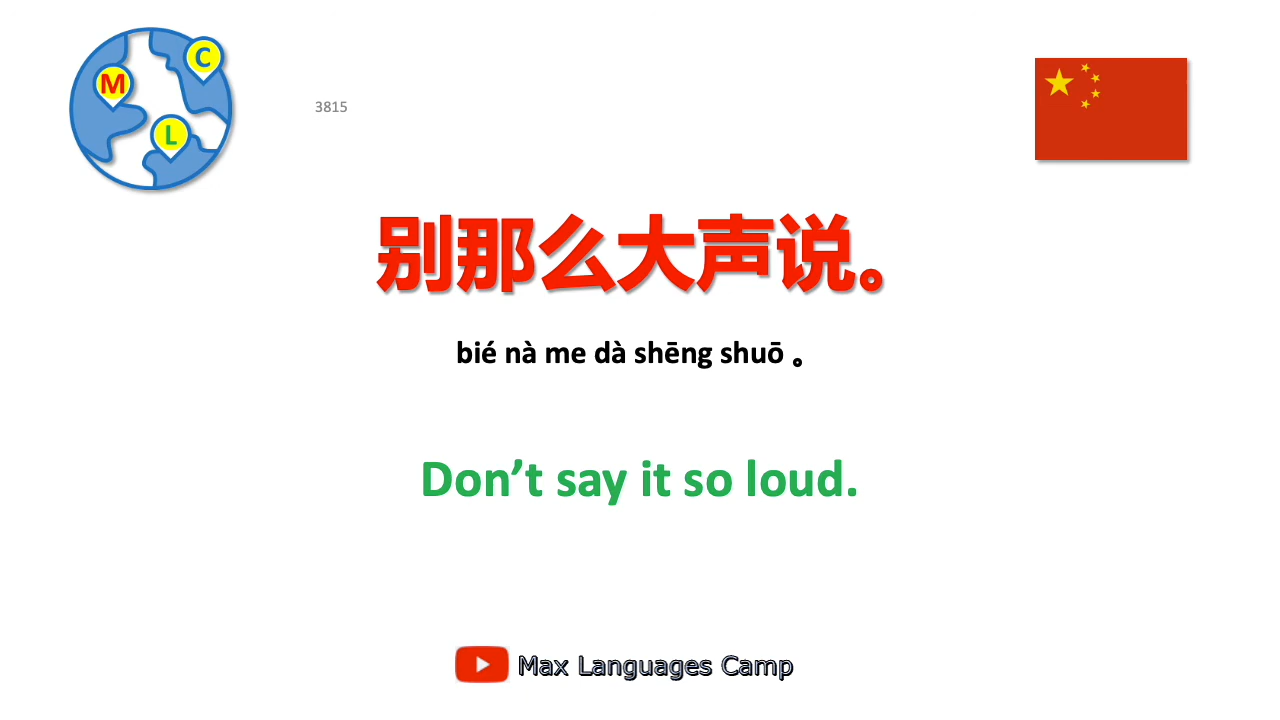 C
M
L
3815
别那么大声说。
bié nà me dà shēng shuō 。
Don’t say it so loud.
Max Languages Camp